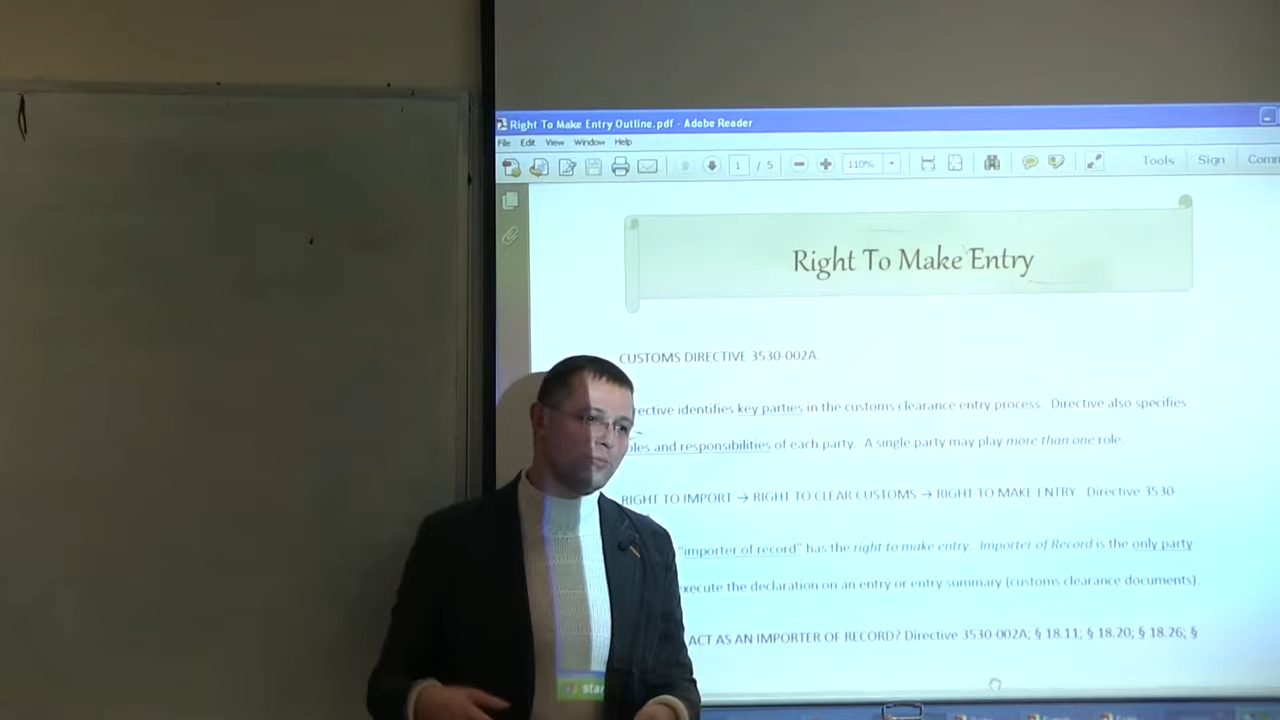 Right To Make Entry Outline.pdf - Adobe Reader
File Edit View Window Help
1 / 5 110% Tools Sign
Right To Make Entry
CUSTOMS DIRECTIVE 3530-002A.
identifies key parties in the customs clearance entry process. Directive also specifies
and responsibilities of each party. A single party may play more than one role.
RIGHT TO IMPORT → RIGHT TO CLEAR CUSTOMS → RIGHT TO MAKE ENTRY. Directive 3530-
"importer of record" has the right to make entry. Importer of Record is the only party
the declaration on an entry or entry summary (customs clearance documents).
ACT AS AN IMPORTER OF RECORD? Directive 3530-002A; § 18.11; § 18.20; § 18.26; §